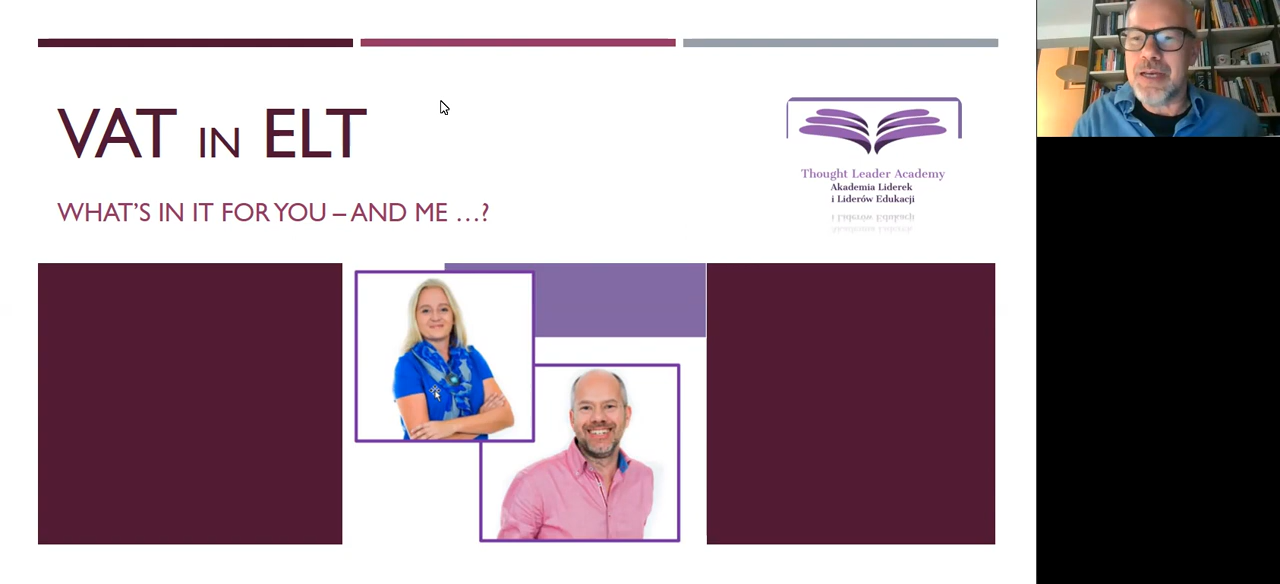 VAT IN ELT
WHAT'S IN IT FOR YOU – AND ME …?
Thought Leader Academy
Akademia Liderek
i Liderów Edukacji